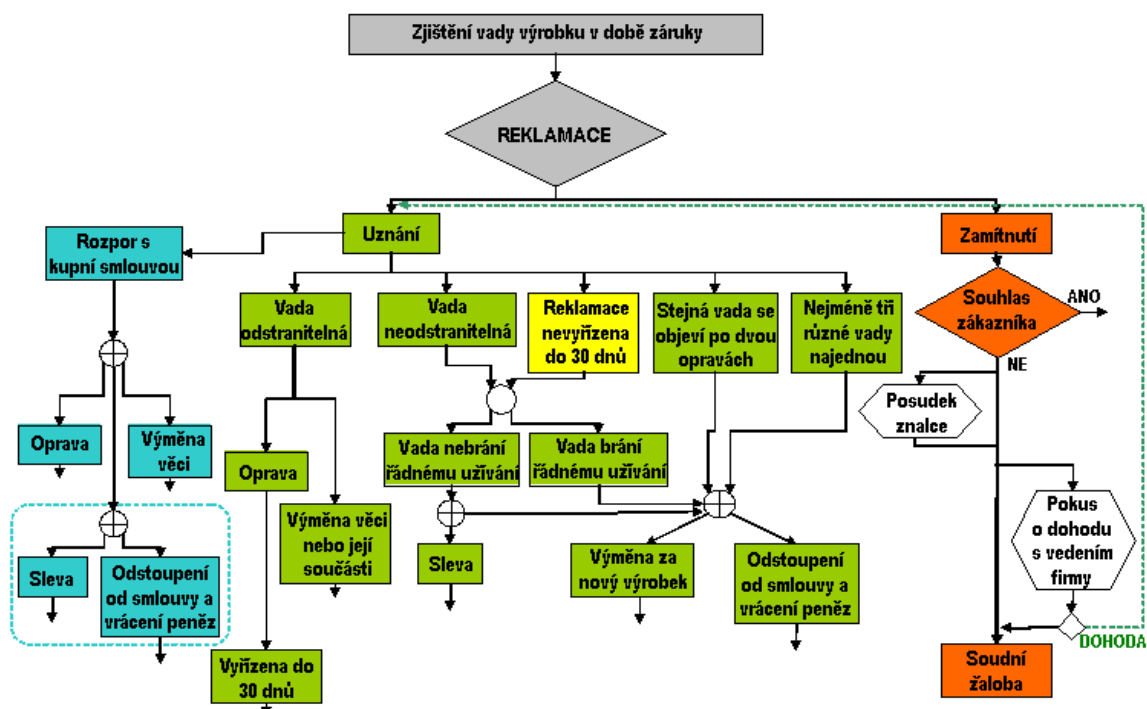 Zjištění vady výrobku v době záruky
REKLAMACE
Uznání
Zamítnutí
Rozpor s
kupní smlouvou
Vada
odstranitelná
Vada
neodstranitelná
Reklamace
nevyřízena
do 30 dnů
Stejná vada se
objeví po dvou
opravách
Nejméně tři
různé vady
najednou
Souhlas
zákazníka
ANO
NE
Posudek
znalce
Oprava
Výměna
věci
Oprava
Vada nebrání
řádnému užívání
Vada brání
řádnému užívání
Pokus
o dohodu
s vedením
firmy
Výměna věci
nebo její
součásti
Sleva
Odstoupení
od smlouvy a
vrácení peněz
Sleva
Výměna za
nový výrobek
Odstoupení
od smlouvy a
vrácení peněz
DOHODA
Vyřízena do
30 dnů
Soudní
žaloba